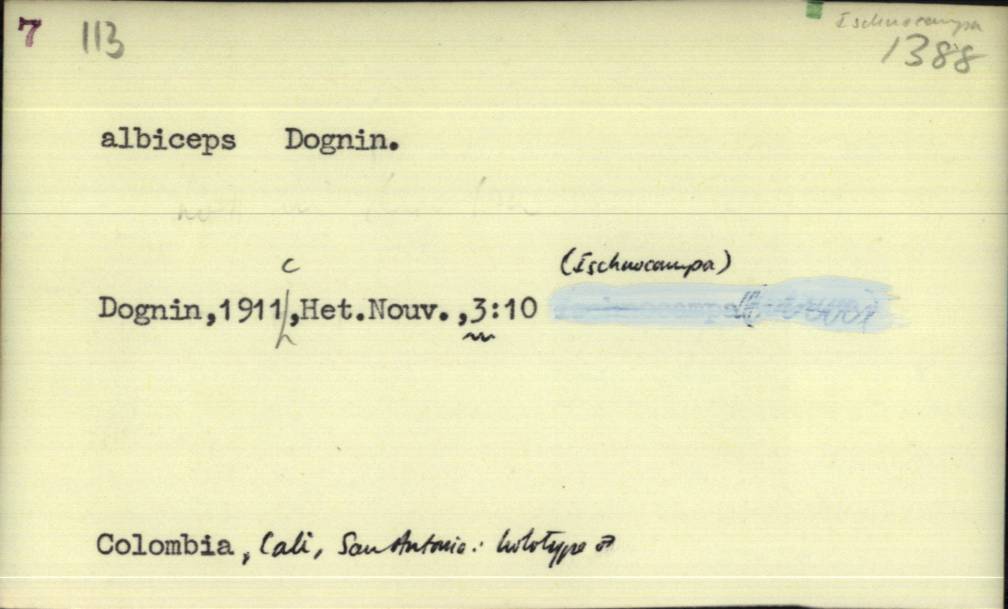 7 113 Ischnocampa
1388
albiceps Dognin.
c
(Ischnocampa)
Dognin,1911,Het.Nouv.,3:10
Colombia, Cali, San Antonio: holotype ♂